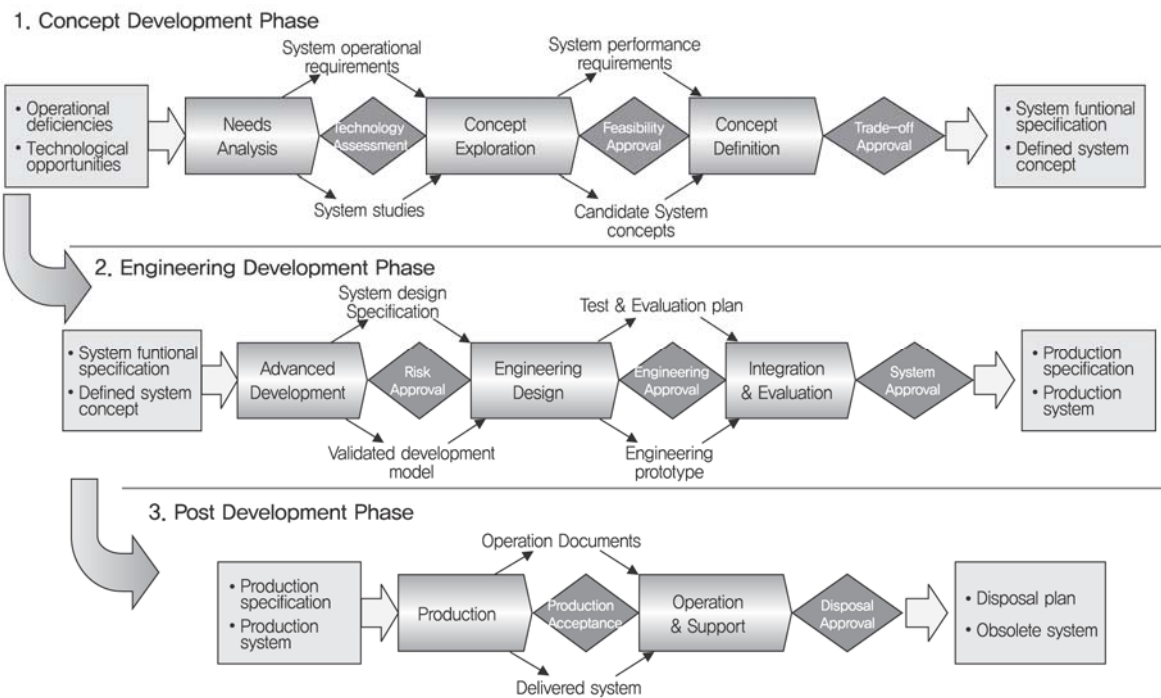 1. Concept Development Phase
System operational
requirements
System performance
requirements
• Operational
deficiencies
• Technological
opportunities
Needs
Analysis
Technology
Assessment
Concept
Exploration
Feasibility
Approval
Concept
Definition
Trade-off
Approval
• System funtional
specification
• Defined system
concept
System studies
Candidate System
concepts
2. Engineering Development Phase
System design
Specification
Test & Evaluation plan
• System funtional
specification
• Defined system
concept
Advanced
Development
Risk
Approval
Engineering
Design
Engineering
Approval
Integration
& Evaluation
System
Approval
• Production
specification
• Production
system
Validated development
model
Engineering
prototype
3. Post Development Phase
Operation Documents
• Production
specification
• Production
system
Production
Production
Acceptance
Operation
& Support
Disposal
Approval
• Disposal plan
• Obsolete system
Delivered system